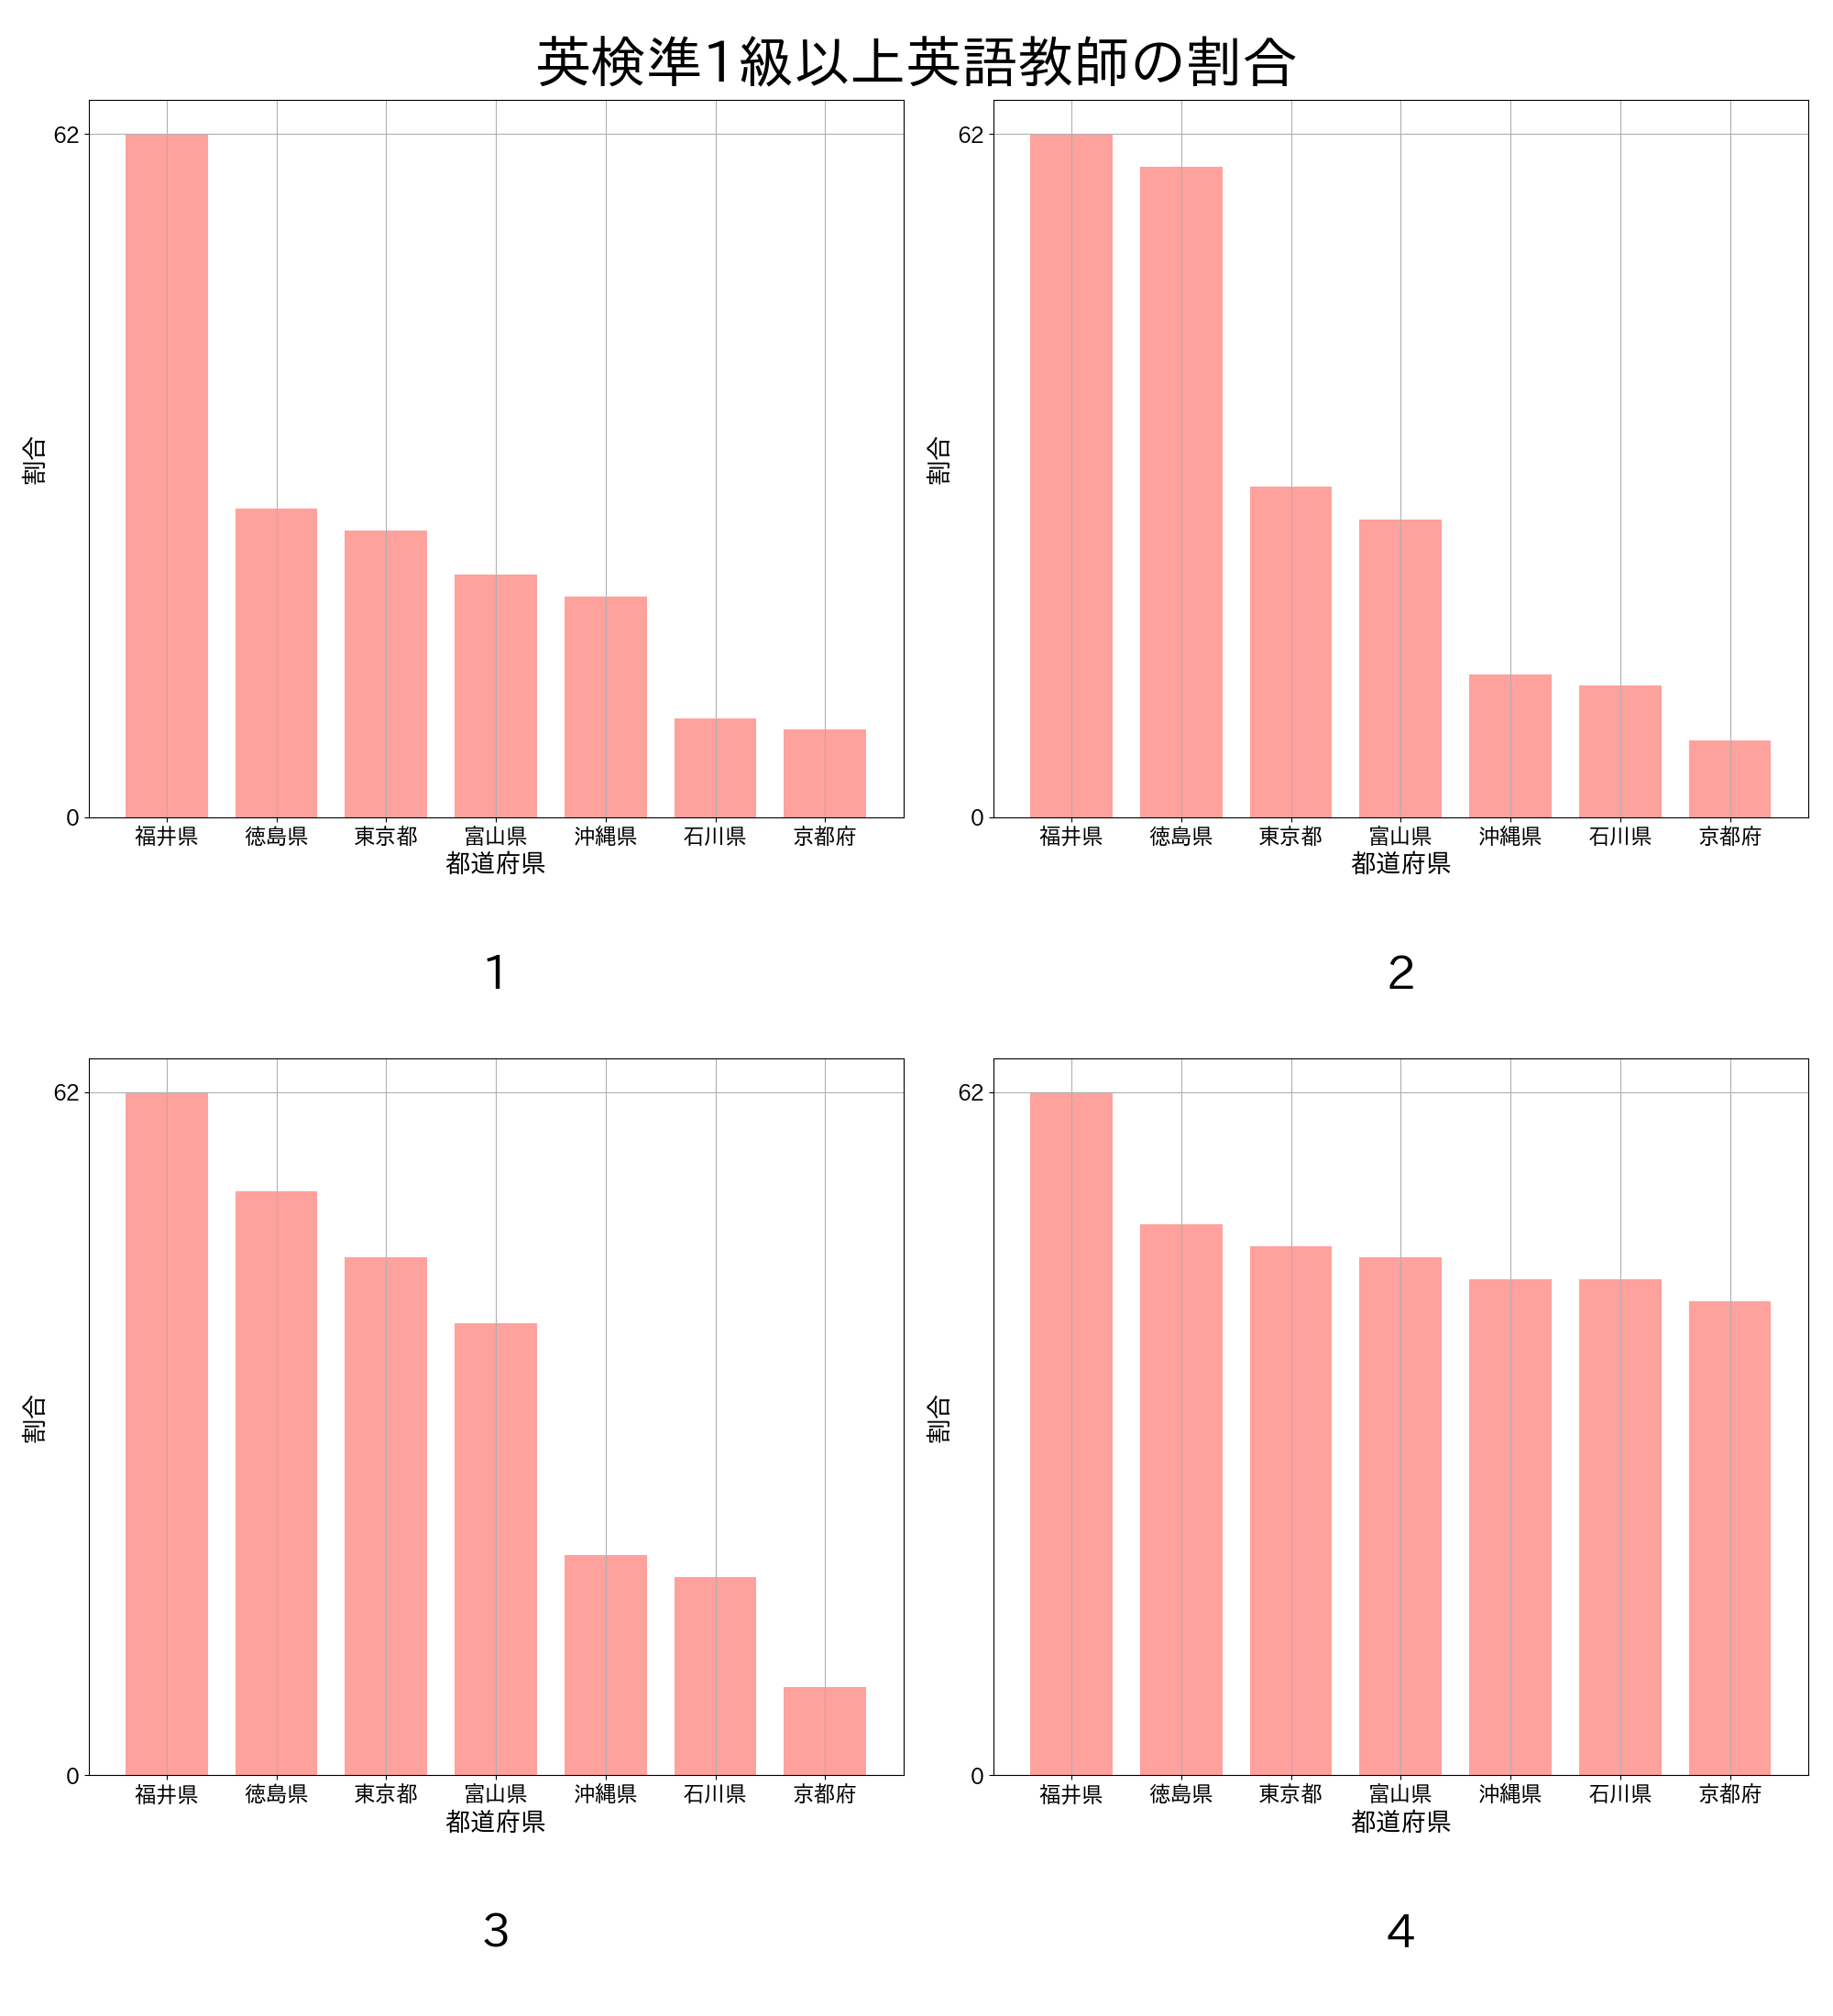 英検準1級以上英語教師の割合
62
0
割合
福井県 徳島県 東京都 富山県 沖縄県 石川県 京都府
都道府県
1
62
0
割合
福井県 徳島県 東京都 富山県 沖縄県 石川県 京都府
都道府県
2
62
0
割合
福井県 徳島県 東京都 富山県 沖縄県 石川県 京都府
都道府県
3
62
0
割合
福井県 徳島県 東京都 富山県 沖縄県 石川県 京都府
都道府県
4